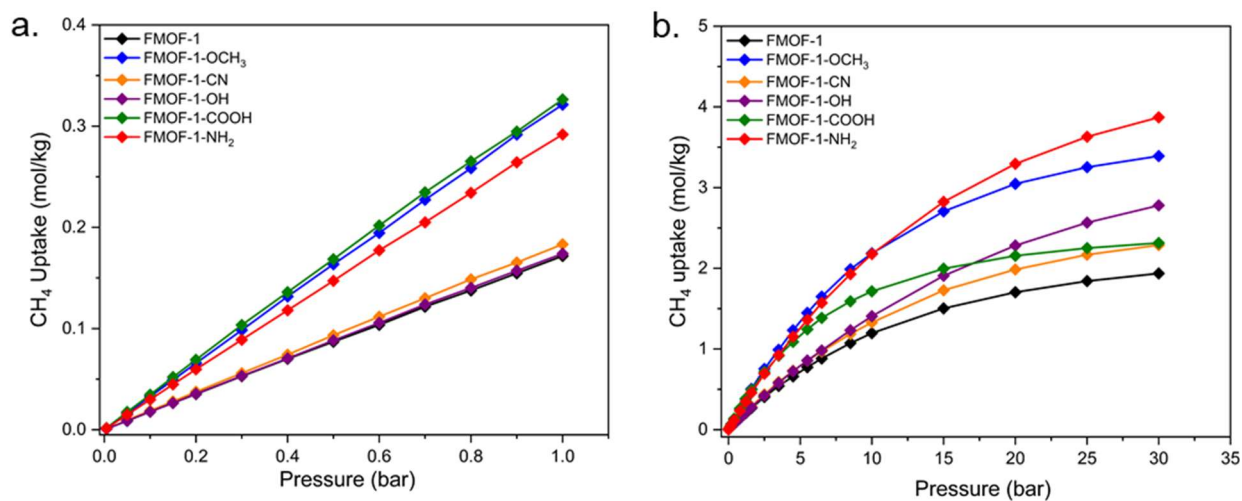 a.
CH₄ Uptake (mol/kg)
0.4
0.3
0.2
0.1
0.0
FMOF-1
FMOF-1-OCH₃
FMOF-1-CN
FMOF-1-OH
FMOF-1-COOH
FMOF-1-NH₂
0.0 0.2 0.4 0.6 0.8 1.0
Pressure (bar)
b.
CH₄ uptake (mol/kg)
5
4
3
2
1
0
FMOF-1
FMOF-1-OCH₃
FMOF-1-CN
FMOF-1-OH
FMOF-1-COOH
FMOF-1-NH₂
0 5 10 15 20 25 30 35
Pressure (bar)